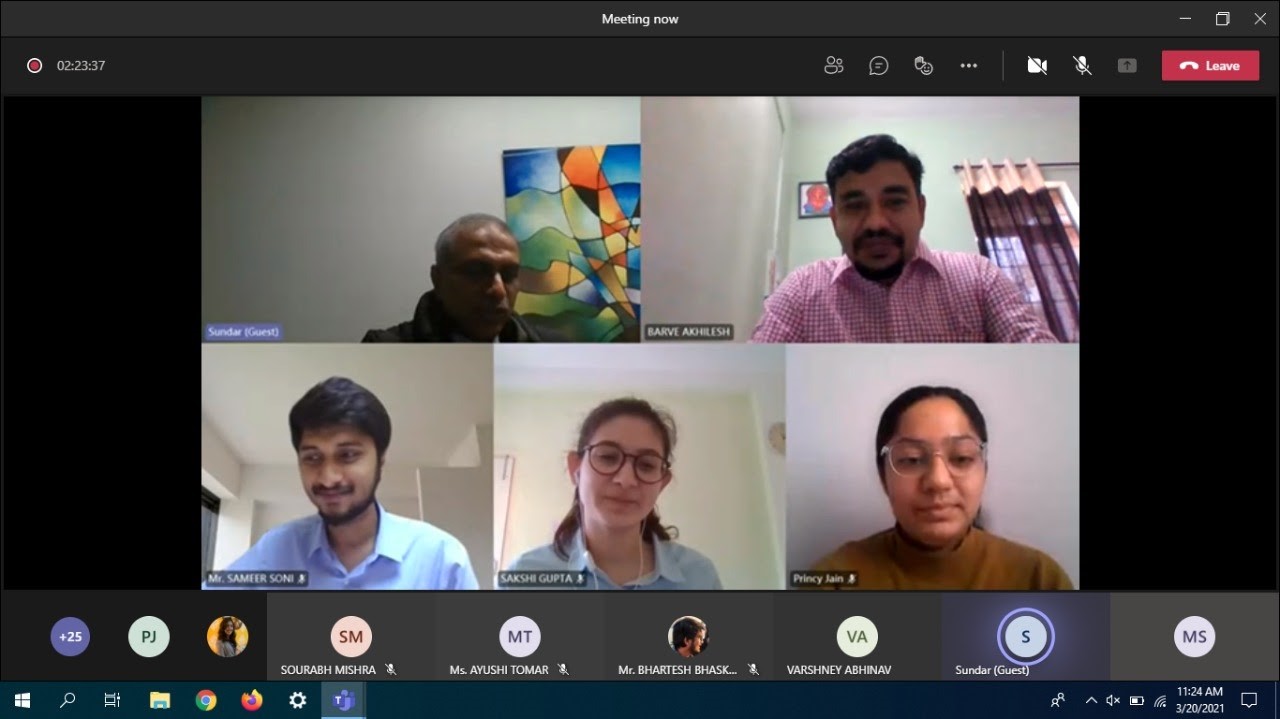 Meeting now
02:23:37
Leave
Sundar (Guest)
BARVE AKHILESH
Mr. SAMEER SONI
SAKSHI GUPTA
Princy Jain
+25
PJ
SM
MT
VA
S
MS
SOURABH MISHRA
Ms. AYUSHI TOMAR
Mr. BHARTESH BHASK...
VARSHNEY ABHINAV
Sundar (Guest)
11:24 AM
3/20/2021